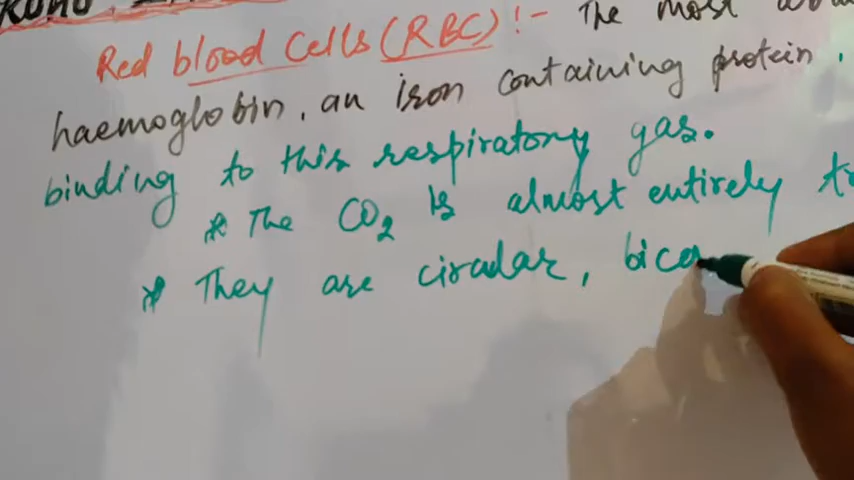 Red blood Cells (RBC) :- The most
haemoglobin, an iron containing protein.
binding to this respiratory gas.
* The CO2 is almost entirely
* They are circular, bico